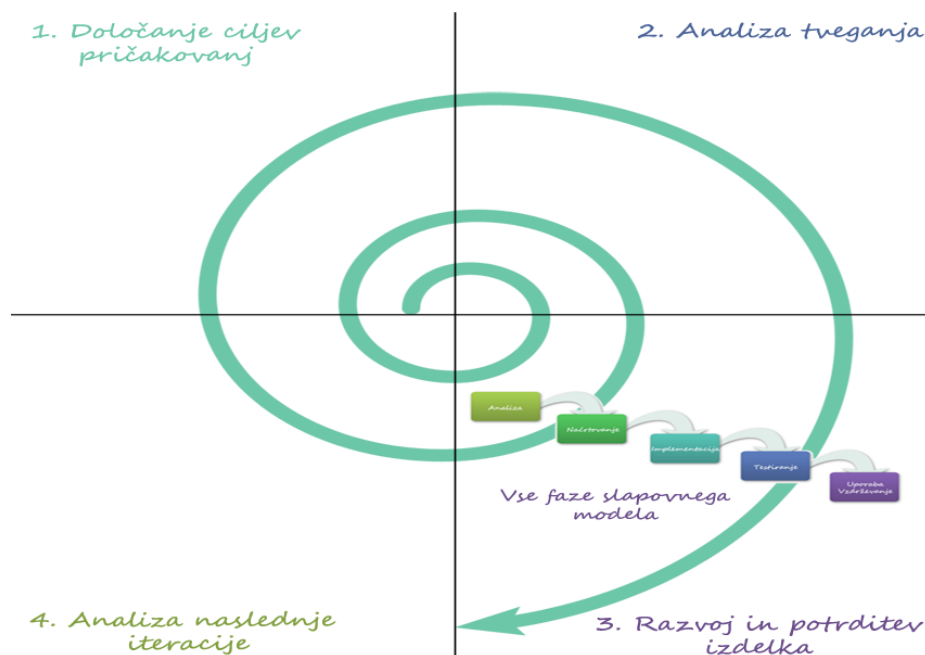 1. Določanje ciljev
pričakovanj
2. Analiza tveganja
Analiza
Načrtovanje
Implementacija
Testiranje
Uporaba
Vzdrževanje
Vse faze slapovnega
modela
4. Analiza naslednje
iteracije
3. Razvoj in potrditev
izdelka